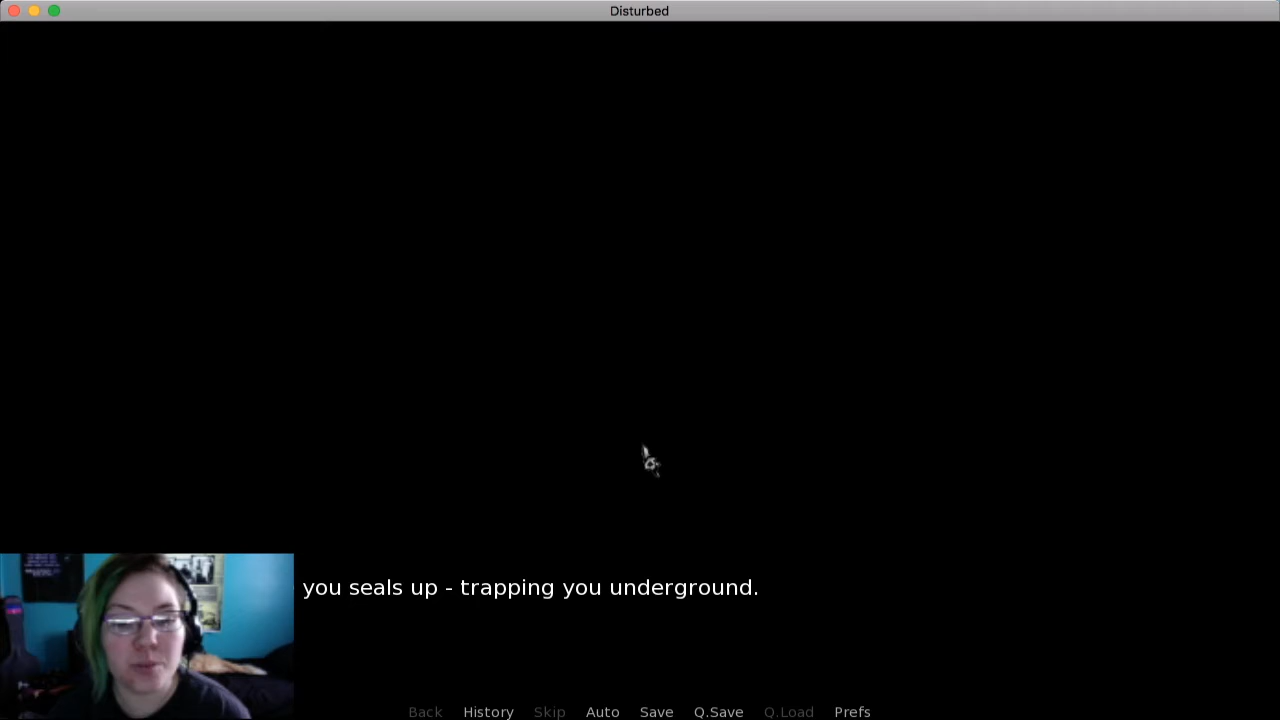 Disturbed
you seals up - trapping you underground.
Back History Skip Auto Save Q.Save Q.Load Prefs